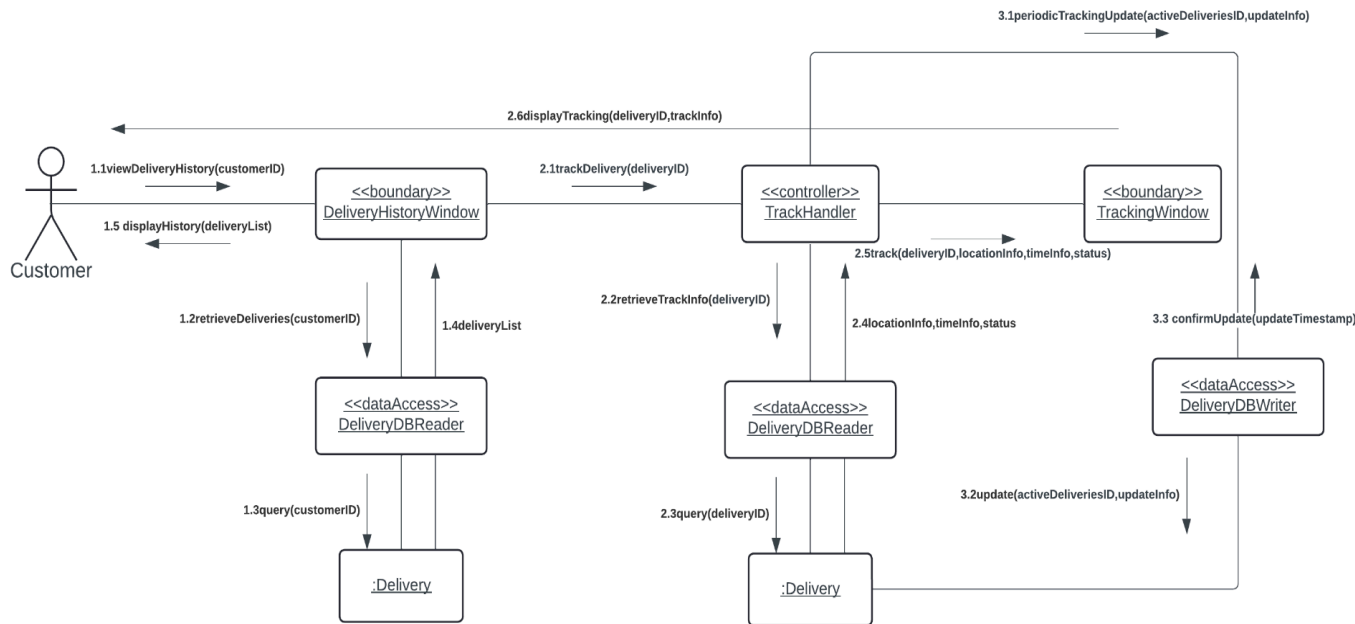 3.1periodicTrackingUpdate(activeDeliveriesID,updateInfo)
2.6displayTracking(deliveryID,trackInfo)
1.1viewDeliveryHistory(customerID)
2.1trackDelivery(deliveryID)
<<boundary>>
DeliveryHistoryWindow
<<controller>>
TrackHandler
<<boundary>>
TrackingWindow
1.5 displayHistory(deliveryList)
Customer
2.5track(deliveryID,locationInfo,timeInfo,status)
1.2retrieveDeliveries(customerID)
1.4deliveryList
2.2retrieveTrackInfo(deliveryID)
2.4locationInfo,timeInfo,status
3.3 confirmUpdate(updateTimestamp)
<<dataAccess>>
DeliveryDBReader
<<dataAccess>>
DeliveryDBReader
<<dataAccess>>
DeliveryDBWriter
1.3query(customerID)
2.3query(deliveryID)
3.2update(activeDeliveriesID,updateInfo)
:Delivery
:Delivery